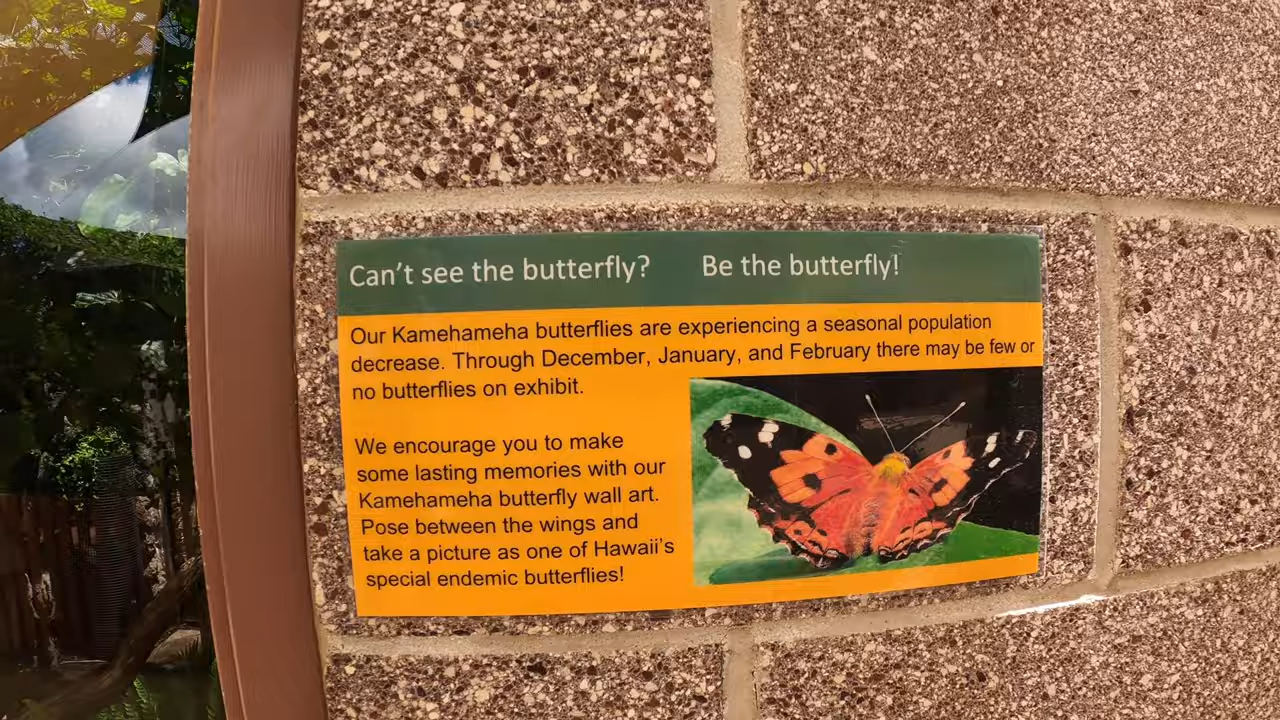 Can't see the butterfly? Be the butterfly!
Our Kamehameha butterflies are experiencing a seasonal population
decrease. Through December, January, and February there may be few or
no butterflies on exhibit.
We encourage you to make
some lasting memories with our
Kamehameha butterfly wall art.
Pose between the wings and
take a picture as one of Hawaii's
special endemic butterflies!